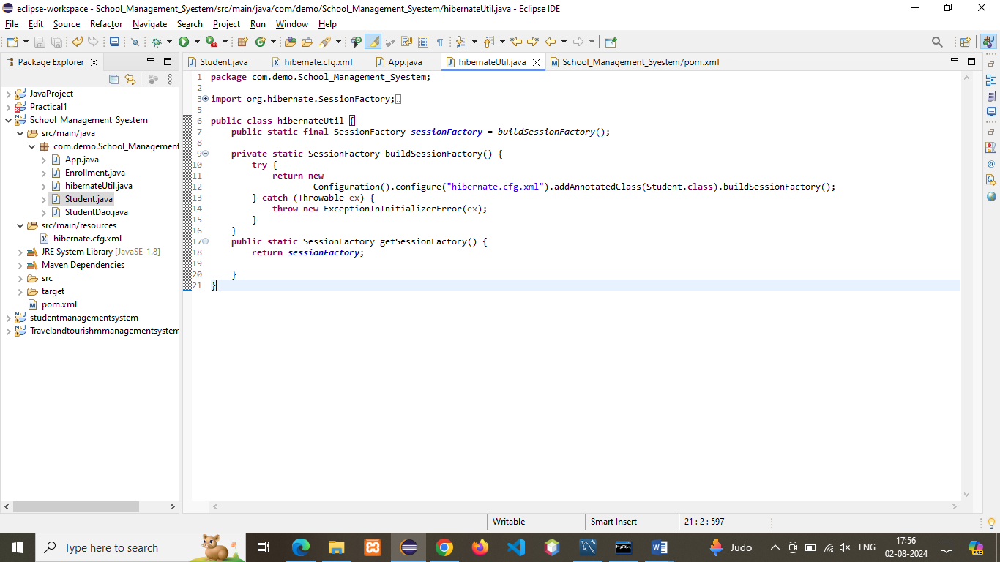 eclipse-workspace - School_Management_Syestem/src/main/java/com/demo/School_Management_Syestem/hibernateUtil.java - Eclipse IDE
File Edit Source Refactor Navigate Search Project Run Window Help
Package Explorer
Student.java hibernate.cfg.xml App.java hibernateUtil.java School_Management_Syestem/pom.xml
JavaProject
Practical1
School_Management_Syestem
src/main/java
com.demo.School_Management
App.java
Enrollment.java
hibernateUtil.java
Student.java
StudentDao.java
src/main/resources
hibernate.cfg.xml
JRE System Library [JavaSE-1.8]
Maven Dependencies
src
target
pom.xml
studentmanagementsystem
Travelandtourishmmanagementsystem
1 package com.demo.School_Management_Syestem;
2
3 import org.hibernate.SessionFactory;
5
6 public class hibernateUtil {
7 public static final SessionFactory sessionFactory = buildSessionFactory();
8
9 private static SessionFactory buildSessionFactory() {
10 try {
11 return new
12 Configuration().configure("hibernate.cfg.xml").addAnnotatedClass(Student.class).buildSessionFactory();
13 } catch (Throwable ex) {
14 throw new ExceptionInInitializerError(ex);
15 }
16 }
17 public static SessionFactory getSessionFactory() {
18 return sessionFactory;
19
20 }
21 }
Writable Smart Insert 21 : 2 : 597
Type here to search
Judo
ENG
17:56
02-08-2024